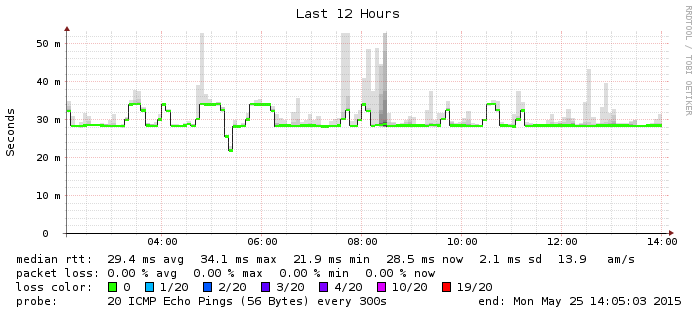 Last 12 Hours
RRDTOOL / TOBI OETIKER
Seconds
50 m
40 m
30 m
20 m
10 m
0
04:00 06:00 08:00 10:00 12:00 14:00
median rtt: 29.4 ms avg 34.1 ms max 21.9 ms min 28.5 ms now 2.1 ms sd 13.9 am/s
packet loss: 0.00 % avg 0.00 % max 0.00 % min 0.00 % now
loss color: 0 1/20 2/20 3/20 4/20 10/20 19/20
probe: 20 ICMP Echo Pings (56 Bytes) every 300s end: Mon May 25 14:05:03 2015